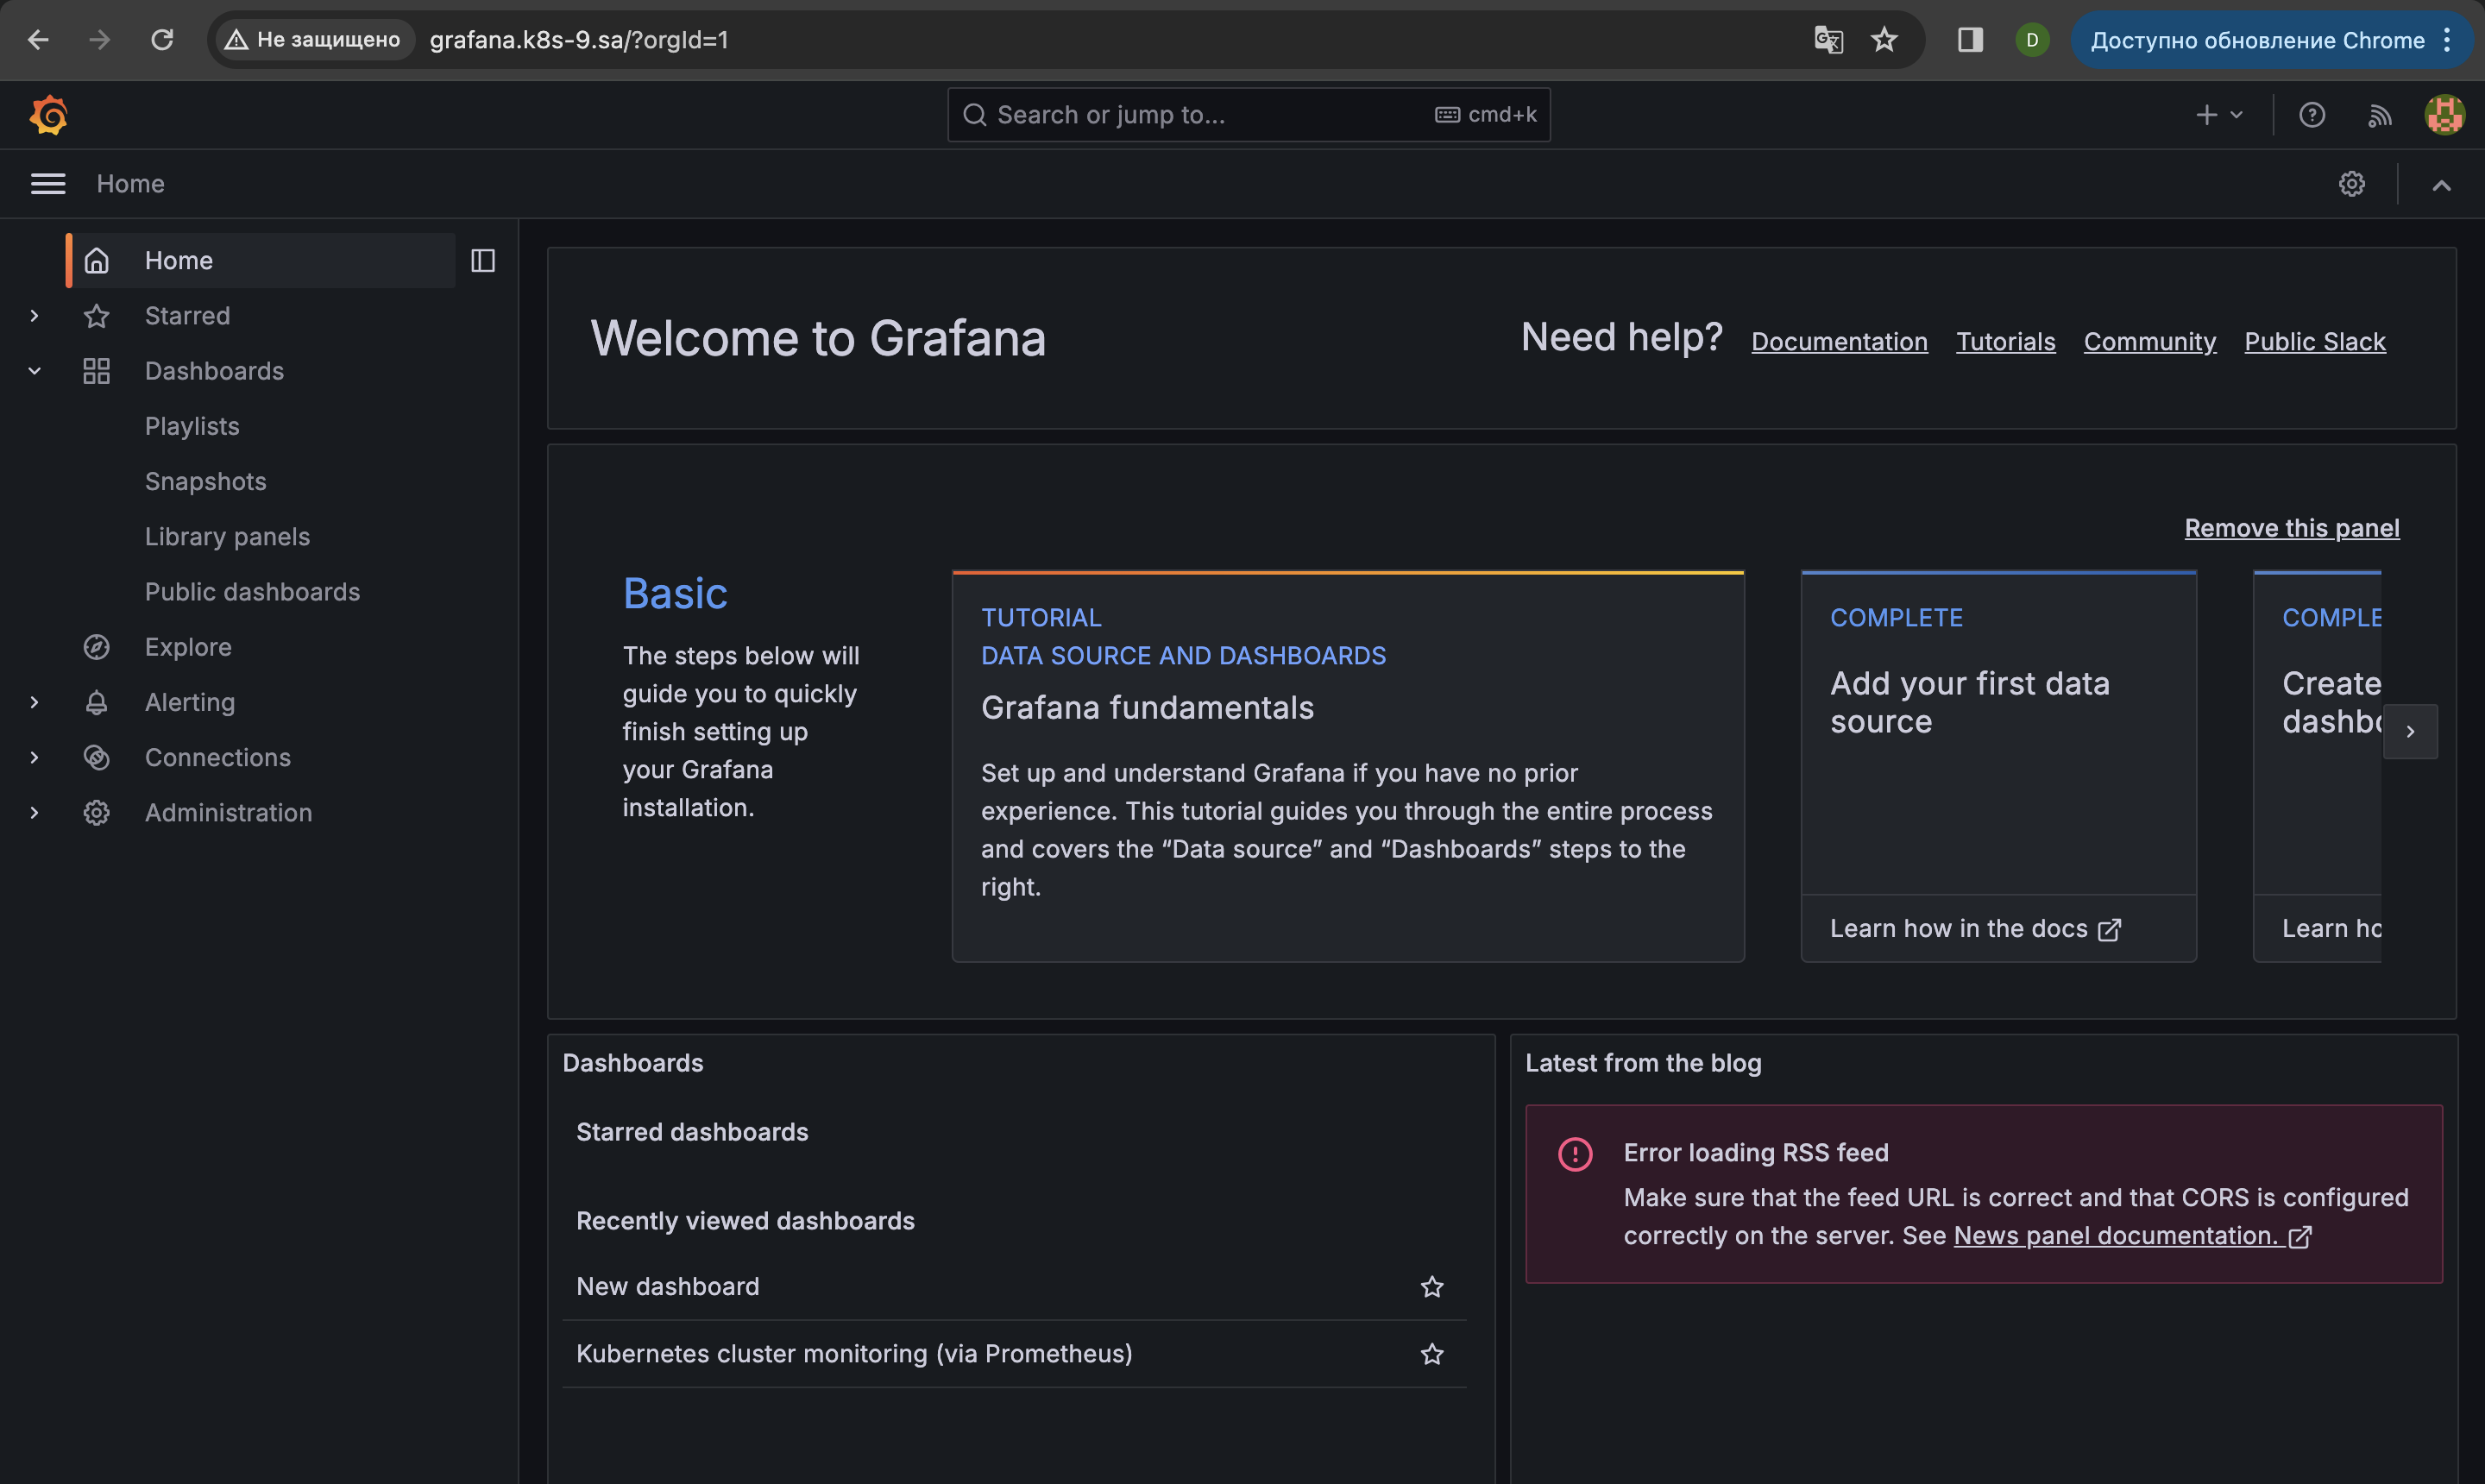 Не защищено
grafana.k8s-9.sa/?orgId=1
D
Доступно обновление Chrome
Search or jump to...
cmd+k
Home
Home
Starred
Dashboards
Playlists
Snapshots
Library panels
Public dashboards
Explore
Alerting
Connections
Administration
Welcome to Grafana
Need help?
Documentation
Tutorials
Community
Public Slack
Remove this panel
Basic
The steps below will
guide you to quickly
finish setting up
your Grafana
installation.
TUTORIAL
DATA SOURCE AND DASHBOARDS
Grafana fundamentals
Set up and understand Grafana if you have no prior
experience. This tutorial guides you through the entire process
and covers the “Data source” and “Dashboards” steps to the
right.
COMPLETE
Add your first data
source
Learn how in the docs
COMPLE
Create
dashbo
Learn ho
Dashboards
Starred dashboards
Recently viewed dashboards
New dashboard
Kubernetes cluster monitoring (via Prometheus)
Latest from the blog
Error loading RSS feed
Make sure that the feed URL is correct and that CORS is configured
correctly on the server. See News panel documentation.